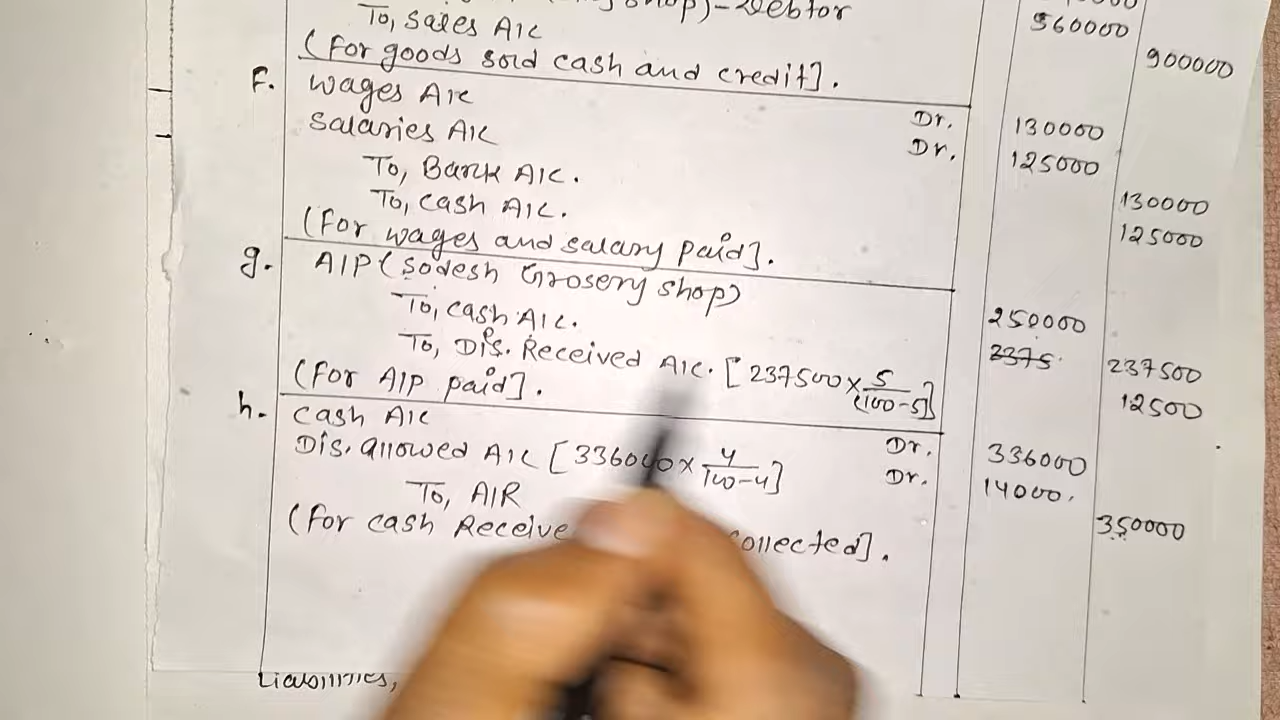 shop)-Debtor
To, sales A/C 560000
(for goods sold cash and credit]. 900000
F. Wages A/C Dr. 130000
Salaries A/C Dr. 125000
To, Bank A/C. 130000
To, cash A/C. 125000
(For wages and salary paid].
g. A/P (Sodesh Grosery shop) 250000
To, cash A/C. 3375 237500
To, Dis. Received A/C. [237500 × 5/(100-5)] 12500
(For A/P paid].
h. cash A/C Dr. 336000
Dis. allowed A/C [336000 × 4/100-4] Dr. 14000.
To, A/R 350000
(for cash Receive collected].
Liabilities,